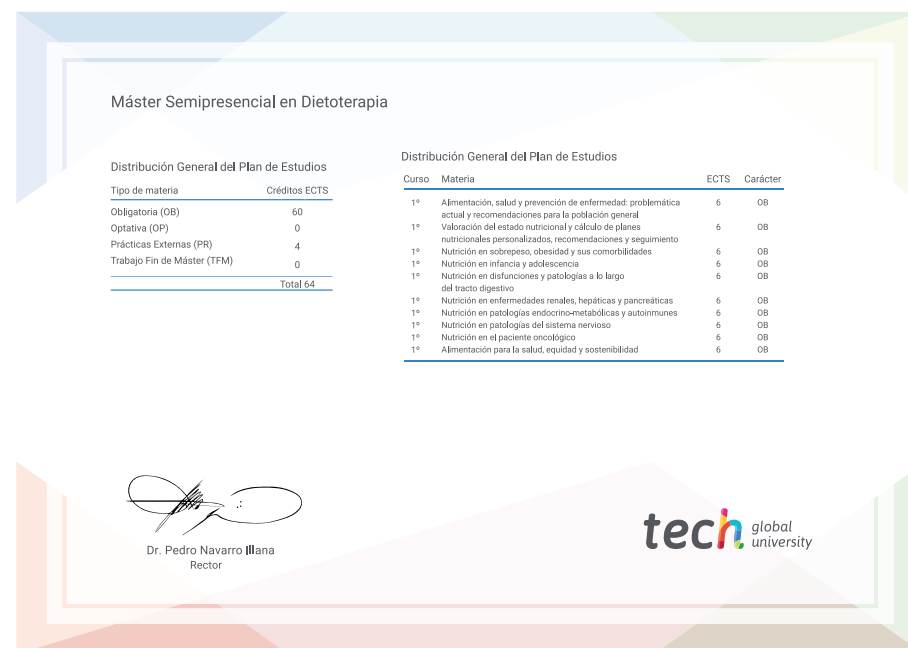 Máster Semipresencial en Dietoterapia
Distribución General del Plan de Estudios
Tipo de materia Créditos ECTS
Obligatoria (OB) 60
Optativa (OP) 0
Prácticas Externas (PR) 4
Trabajo Fin de Máster (TFM) 0
Total 64
Distribución General del Plan de Estudios
Curso Materia ECTS Carácter
1º Alimentación, salud y prevención de enfermedad: problemática 6 OB
actual y recomendaciones para la población general
1º Valoración del estado nutricional y cálculo de planes 6 OB
nutricionales personalizados, recomendaciones y seguimiento
1º Nutrición en sobrepeso, obesidad y sus comorbilidades 6 OB
1º Nutrición en infancia y adolescencia 6 OB
1º Nutrición en disfunciones y patologías a lo largo 6 OB
del tracto digestivo
1º Nutrición en enfermedades renales, hepáticas y pancreáticas 6 OB
1º Nutrición en patologías endocrino-metabólicas y autoinmunes 6 OB
1º Nutrición en patologías del sistema nervioso 6 OB
1º Nutrición en el paciente oncológico 6 OB
1º Alimentación para la salud, equidad y sostenibilidad 6 OB
Dr. Pedro Navarro Illana
Rector
tech global
university